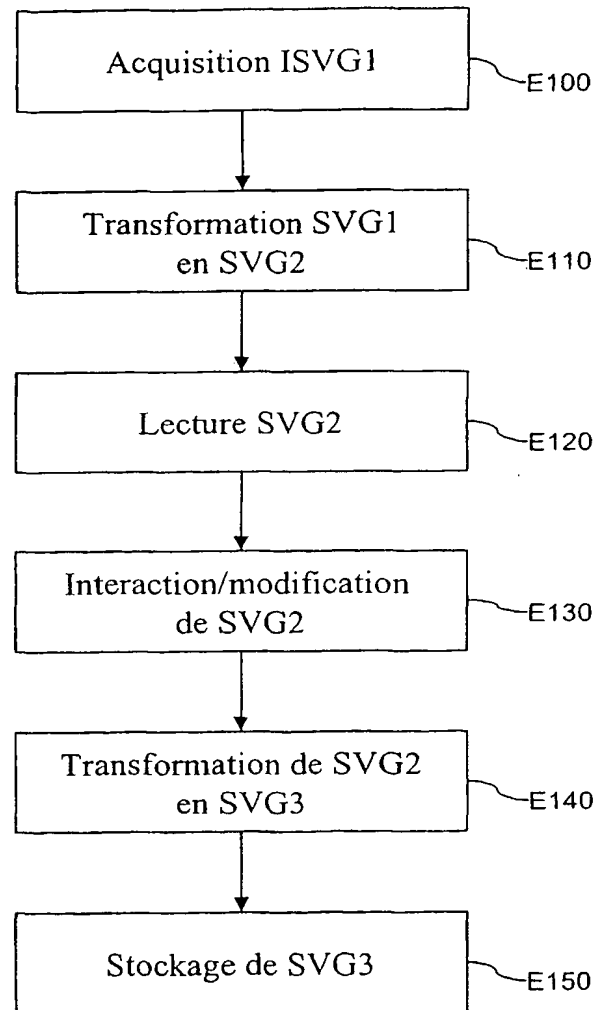 Acquisition ISVG1
E100
Transformation SVG1
en SVG2
E110
Lecture SVG2
E120
Interaction/modification
de SVG2
E130
Transformation de SVG2
en SVG3
E140
Stockage de SVG3
E150